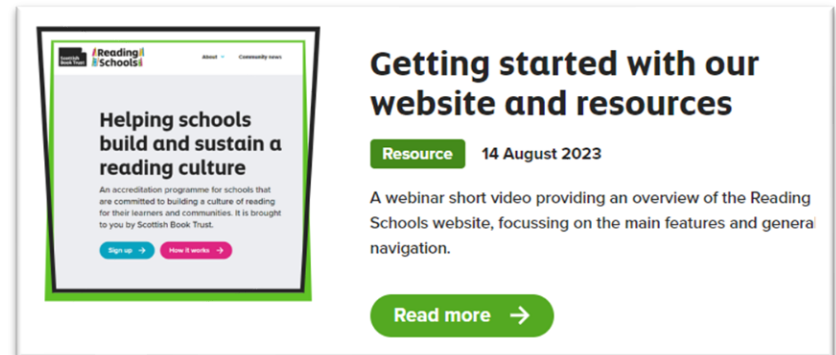 Scottish
Book Trust
Reading
Schools
About
Community news
Helping schools
build and sustain a
reading culture
An accreditation programme for schools that
are committed to building a culture of reading
for their learners and communities. It is brought
to you by Scottish Book Trust.
Sign up → How it works →
Getting started with our
website and resources
Resource 14 August 2023
A webinar short video providing an overview of the Reading
Schools website, focussing on the main features and general
navigation.
Read more →